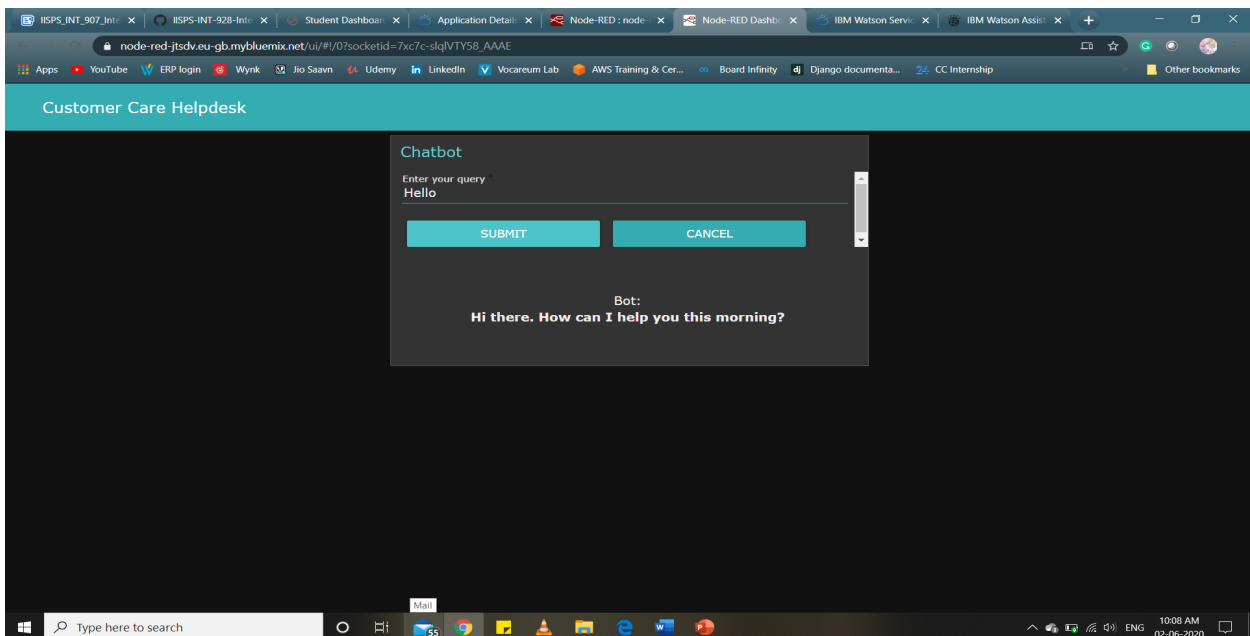 IISPS_INT_907_Inte
IISPS-INT-928-Inte
Student Dashboar
Application Detail
Node-RED : node-
Node-RED Dashbo
IBM Watson Servic
IBM Watson Assist
node-red-jtsdv.eu-gb.mybluemix.net/ui/#!/0?socketid=7xc7c-slqlVTY58_AAAE
Apps YouTube ERP login Wynk Jio Saavn Udemy LinkedIn Vocareum Lab AWS Training & Cer... Board Infinity Django documenta... CC Internship Other bookmarks
Customer Care Helpdesk
Chatbot
Enter your query *
Hello
SUBMIT CANCEL
Bot:
Hi there. How can I help you this morning?
Mail
Type here to search
55
ENG
10:08 AM
02-06-2020